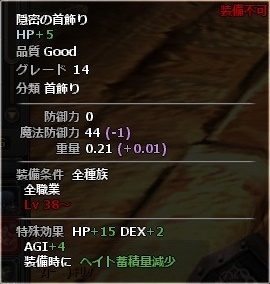 装備不可
隠密の首飾り
HP+5
品質 Good
グレード 14
分類 首飾り
防御力 0
魔法防御力 44 (-1)
重量 0.21 (+0.01)
装備条件 全種族
全職業
Lv 38~
特殊効果 HP+15 DEX+2
AGI+4
装備時に ヘイト蓄積量減少